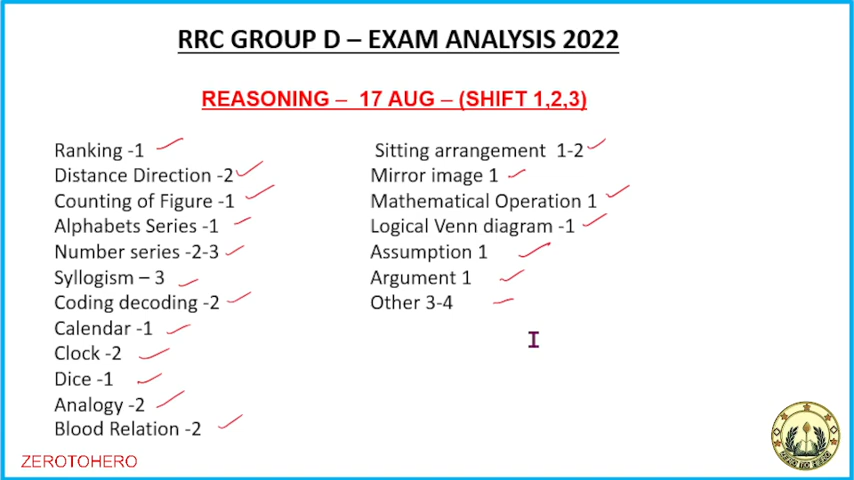 RRC GROUP D – EXAM ANALYSIS 2022
REASONING – 17 AUG – (SHIFT 1,2,3)
Ranking -1
Distance Direction -2
Counting of Figure -1
Alphabets Series -1
Number series -2-3
Syllogism – 3
Coding decoding -2
Calendar -1
Clock -2
Dice -1
Analogy -2
Blood Relation -2
Sitting arrangement 1-2
Mirror image 1
Mathematical Operation 1
Logical Venn diagram -1
Assumption 1
Argument 1
Other 3-4
ZEROTOHERO